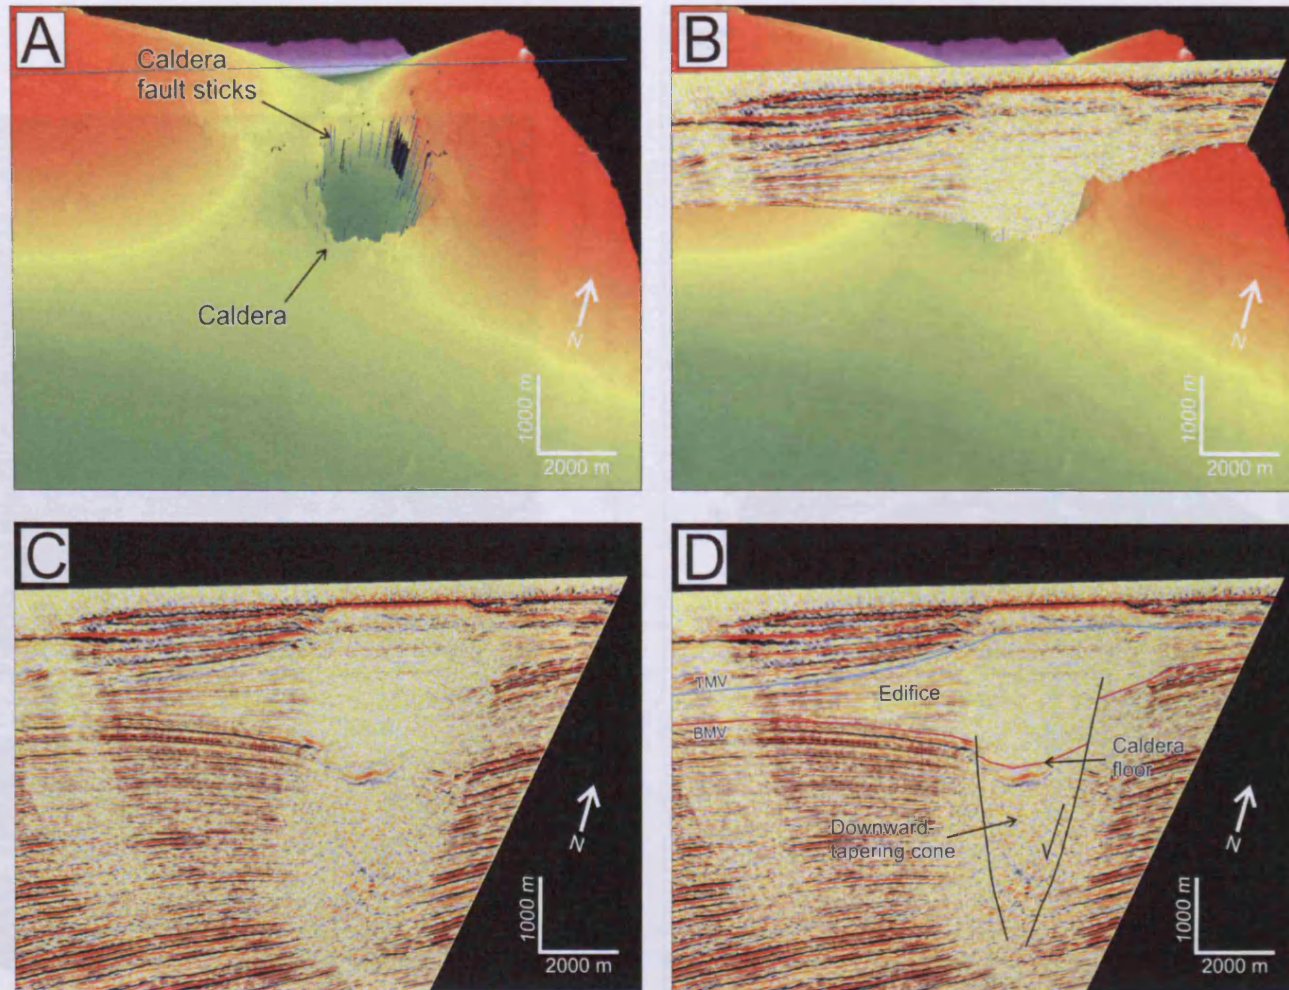 A
Caldera
fault sticks
Caldera
N
1000 m
2000 m
B
N
1000 m
2000 m
C
N
1000 m
2000 m
D
TMV
Edifice
BMV
Caldera
floor
Downward-
tapering cone
N
1000 m
2000 m